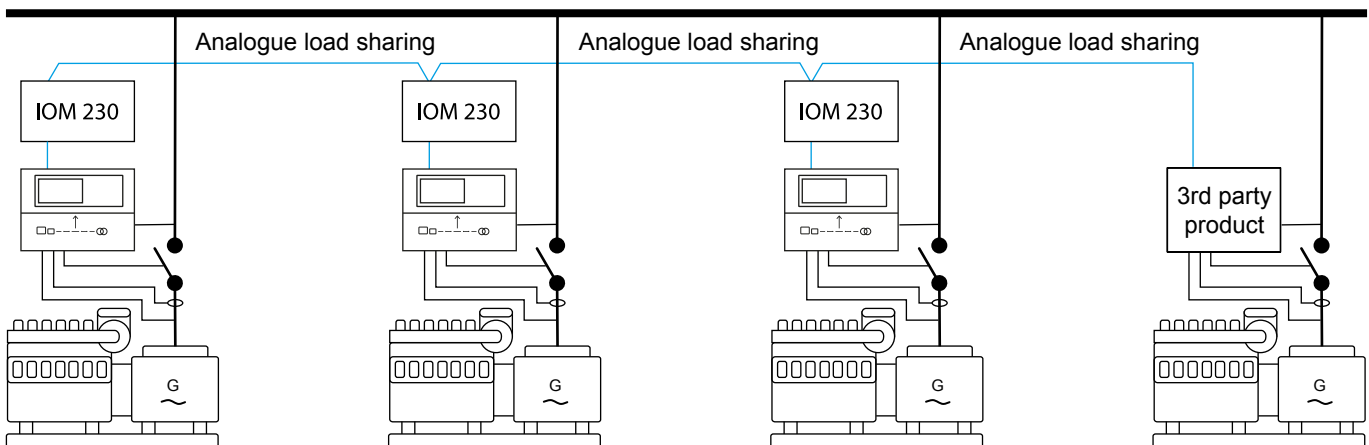 Analogue load sharing
Analogue load sharing
Analogue load sharing
IOM 230
IOM 230
IOM 230
3rd party
product
G
G
G
G